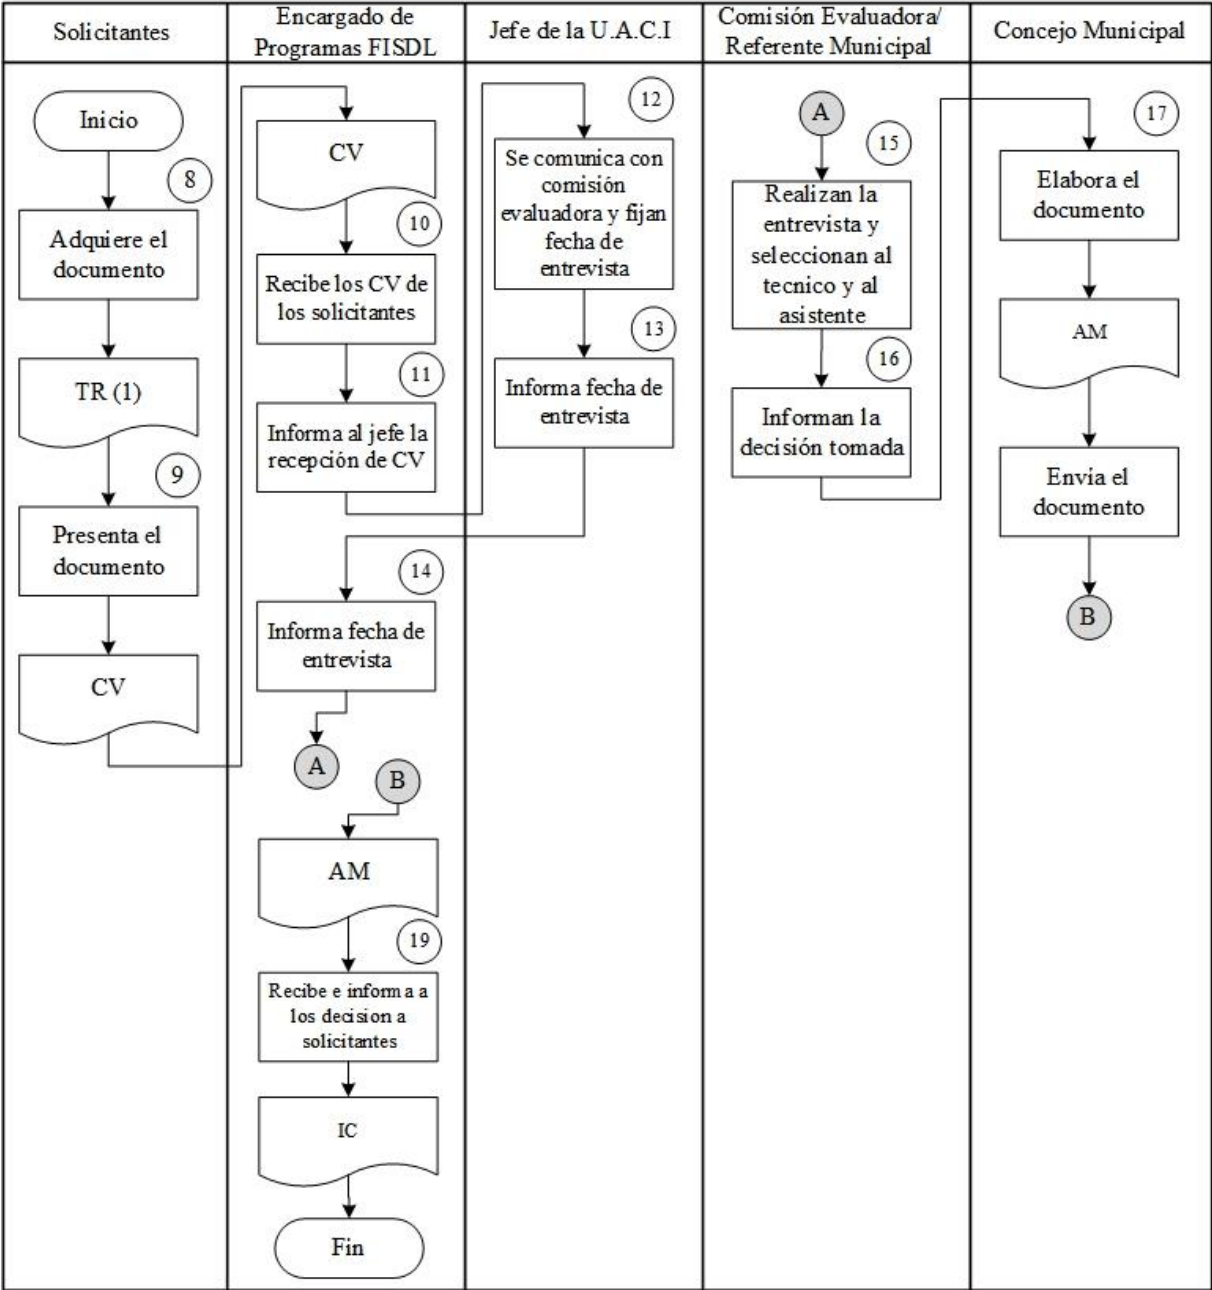 Solicitantes
Encargado de
Programas FISDL
Jefe de la U.A.C.I
Comisión Evaluadora/
Referente Municipal
Concejo Municipal
Inicio
8
Adquiere el
documento
TR (1)
9
Presenta el
documento
CV
CV
10
Recibe los CV de
los solicitantes
11
Informa al jefe la
recepción de CV
12
Se comunica con
comisión
evaluadora y fijan
fecha de
entrevista
13
Informa fecha de
entrevista
14
Informa fecha de
entrevista
A
A
15
Realizan la
entrevista y
seleccionan al
tecnico y al
asistente
16
Informan la
decisión tomada
17
Elabora el
documento
AM
Envía el
documento
B
B
AM
19
Recibe e informa a
los decision a
solicitantes
IC
Fin